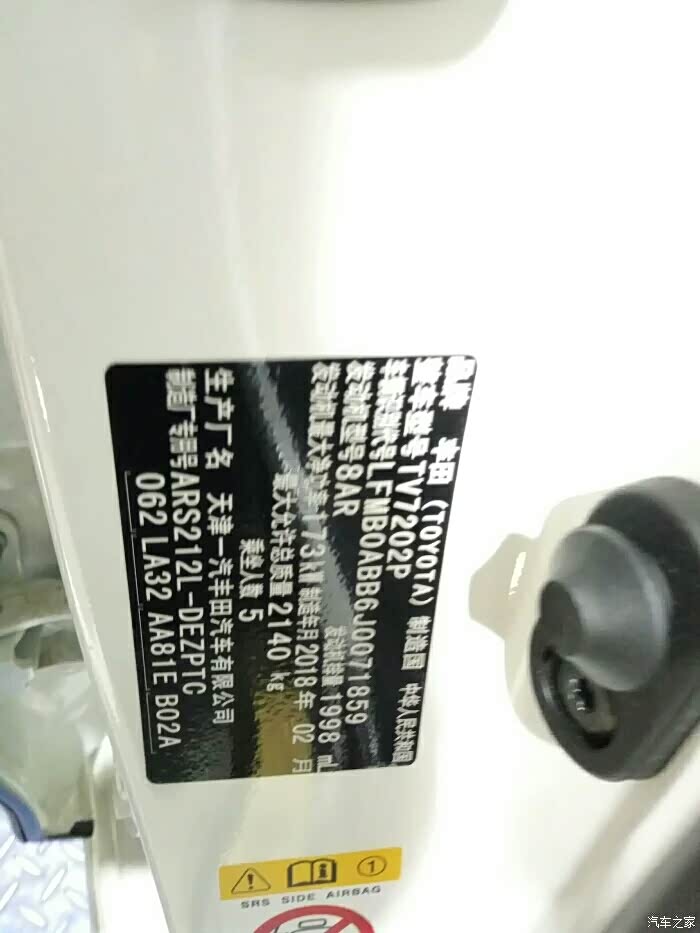 品牌 丰田 (TOYOTA) 制造国 中华人民共和国
整车型号TV7202P
车辆识别代号LFMB0ABB6J0071859
发动机型号8AR 发动机排量1998 mL
发动机最大净功率173kW 制造年月2018年 02 月
最大允许总质量2140 kg
乘坐人数 5
生产厂名 天津一汽丰田汽车有限公司
制造厂专用号ARS212L-DEZPTC
062 LA32 AA81E B02A
1
SRS SIDE AIRBAG
汽车之家